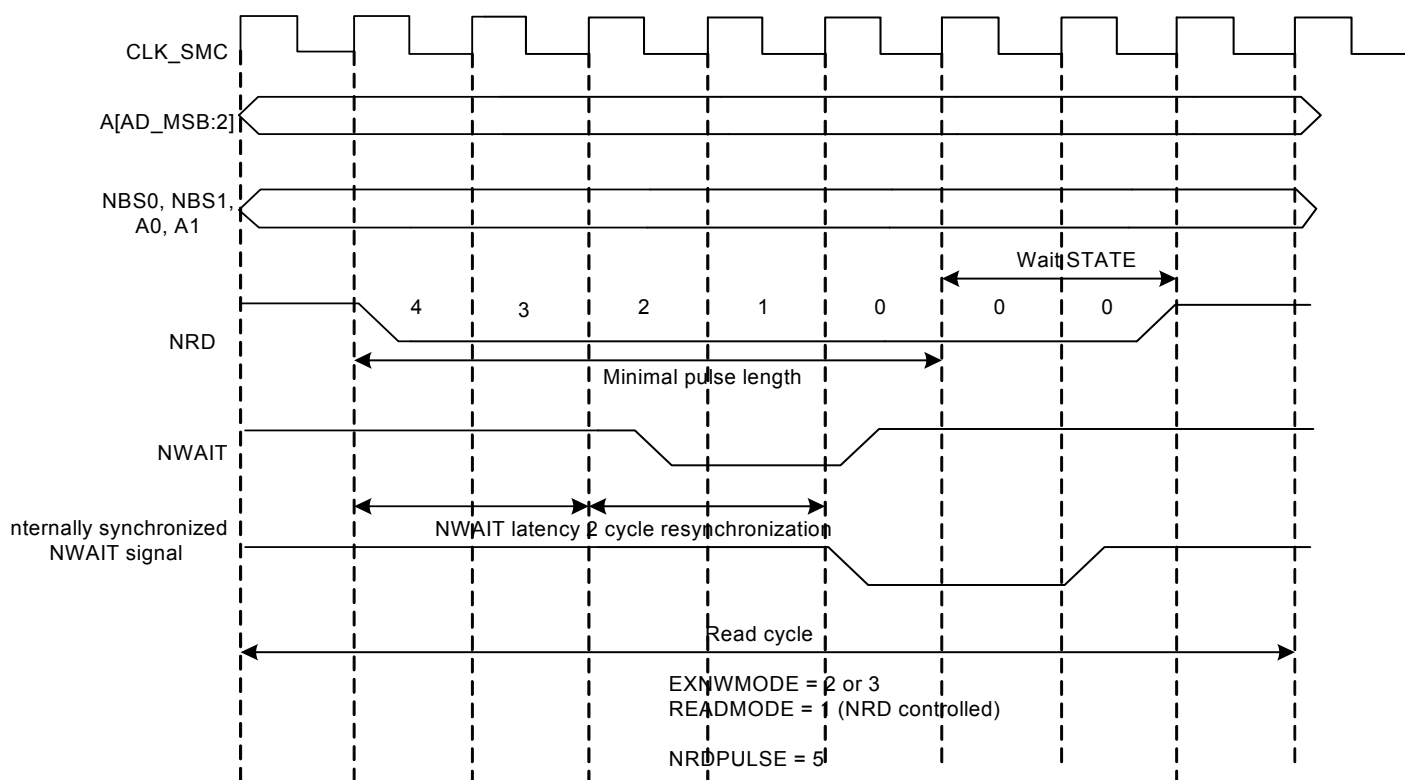 CLK_SMC
A[AD_MSB:2]
NBS0, NBS1,
A0, A1
Wait STATE
4 3 2 1 0 0 0
NRD
Minimal pulse length
NWAIT
NWAIT latency 2 cycle resynchronization
nternally synchronized
NWAIT signal
Read cycle
EXNWMODE = 2 or 3
READMODE = 1 (NRD controlled)
NRDPULSE = 5